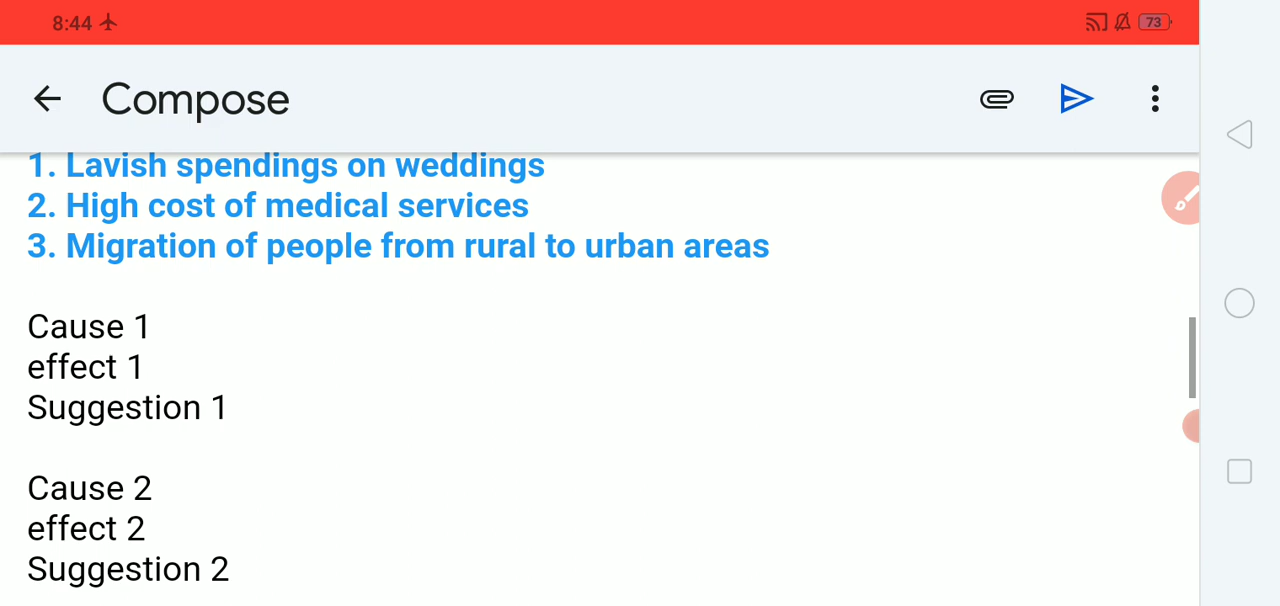 8:44
73
Compose
1. Lavish spendings on weddings
2. High cost of medical services
3. Migration of people from rural to urban areas
Cause 1
effect 1
Suggestion 1
Cause 2
effect 2
Suggestion 2